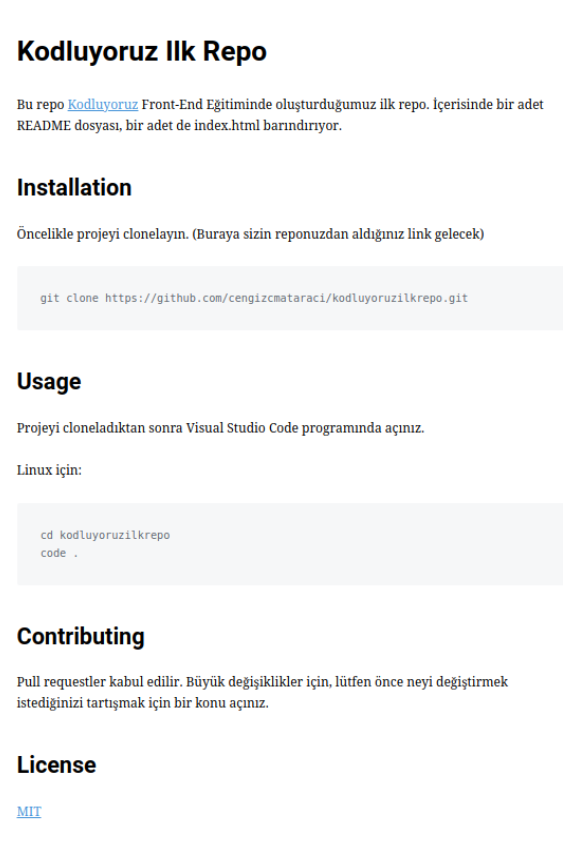 Kodluyoruz Ilk Repo
Bu repo Kodluyoruz Front-End Eğitiminde oluşturduğumuz ilk repo. İçerisinde bir adet
README dosyası, bir adet de index.html barındırıyor.
Installation
Öncelikle projeyi clonelayın. (Buraya sizin reponuzdan aldığınız link gelecek)
git clone https://github.com/cengizcmataraci/kodluyoruzilkrepo.git
Usage
Projeyi cloneladıktan sonra Visual Studio Code programında açınız.
Linux için:
cd kodluyoruzilkrepo
code .
Contributing
Pull requestler kabul edilir. Büyük değişiklikler için, lütfen önce neyi değiştirmek
istediğinizi tartışmak için bir konu açınız.
License
MIT